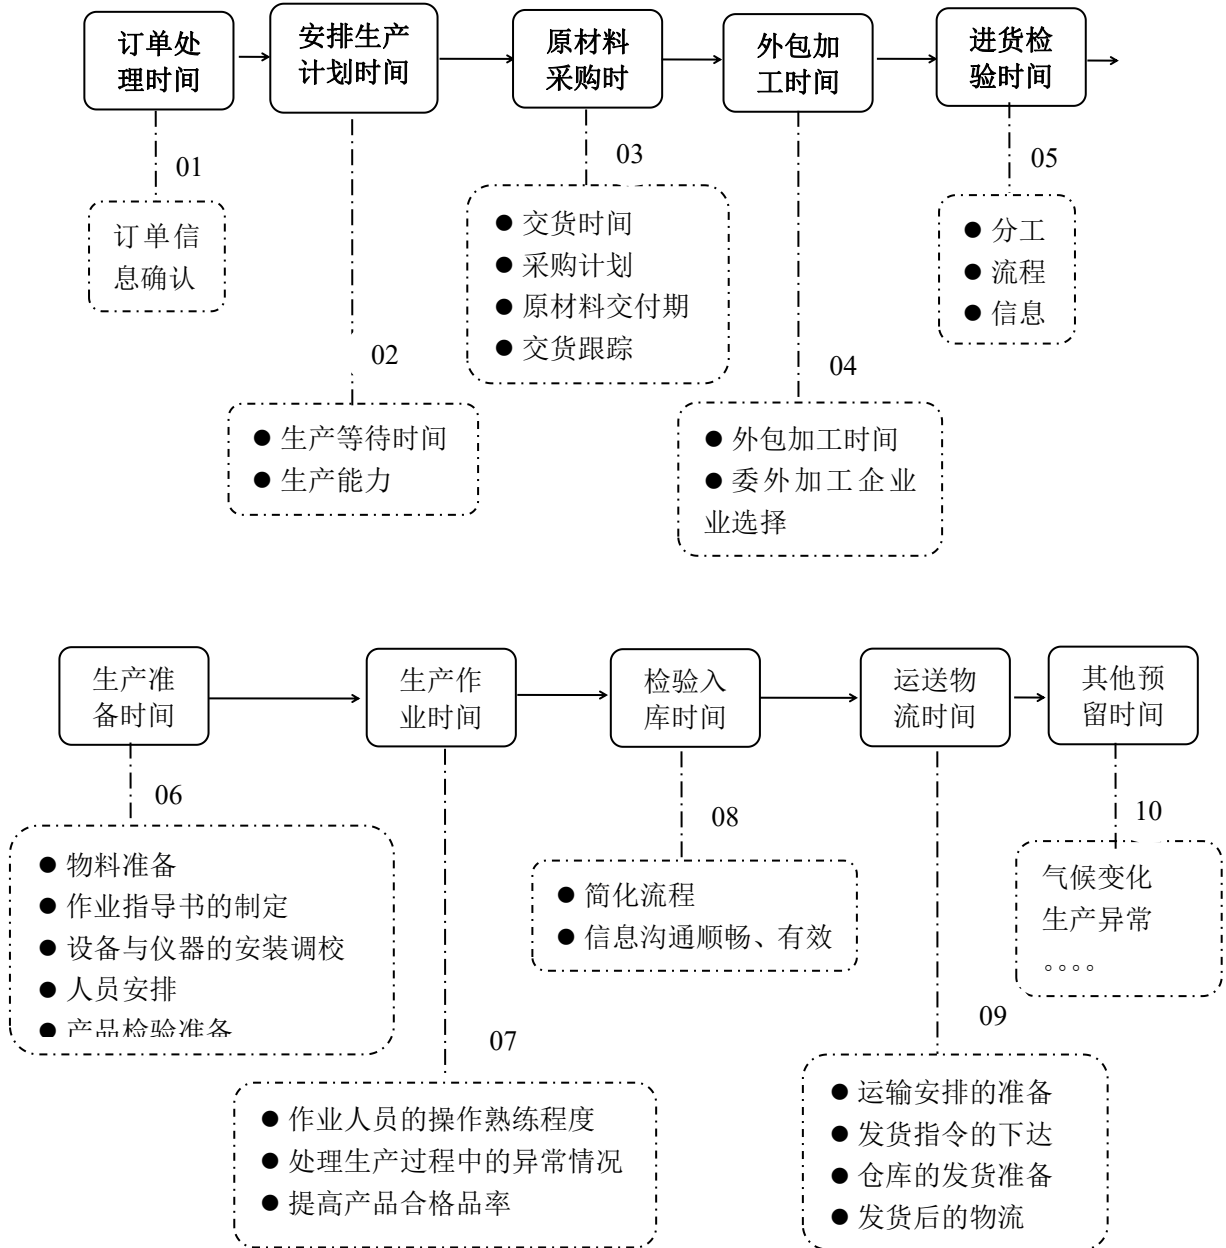 订单处
理时间
安排生产
计划时间
原材料
采购时
外包加
工时间
进货检
验时间
01
订单信
息确认
02
● 生产等待时间
● 生产能力
03
● 交货时间
● 采购计划
● 原材料交付期
● 交货跟踪
04
● 外包加工时间
● 委外加工企业
业选择
05
● 分工
● 流程
● 信息
生产准
备时间
生产作
业时间
检验入
库时间
运送物
流时间
其他预
留时间
06
● 物料准备
● 作业指导书的制定
● 设备与仪器的安装调校
● 人员安排
● 产品检验准备
07
● 作业人员的操作熟练程度
● 处理生产过程中的异常情况
● 提高产品合格品率
08
● 简化流程
● 信息沟通顺畅、有效
09
● 运输安排的准备
● 发货指令的下达
● 仓库的发货准备
● 发货后的物流
10
气候变化
生产异常
。。。。